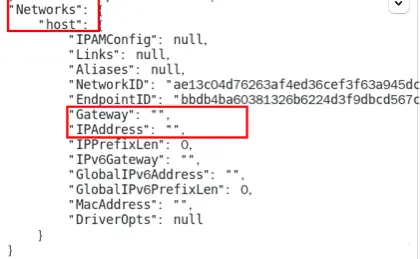 "Networks": {
"host": {
"IPAMConfig": null,
"Links": null,
"Aliases": null,
"NetworkID": "ae13c04d76263af4ed36cef3f63a945dc
"EndpointID": "bbdb4ba60381326b6224d3f9dbcd567c
"Gateway": "",
"IPAddress": "",
"IPPrefixLen": 0,
"IPv6Gateway": "",
"GlobalIPv6Address": "",
"GlobalIPv6PrefixLen": 0,
"MacAddress": "",
"DriverOpts": null
}
}